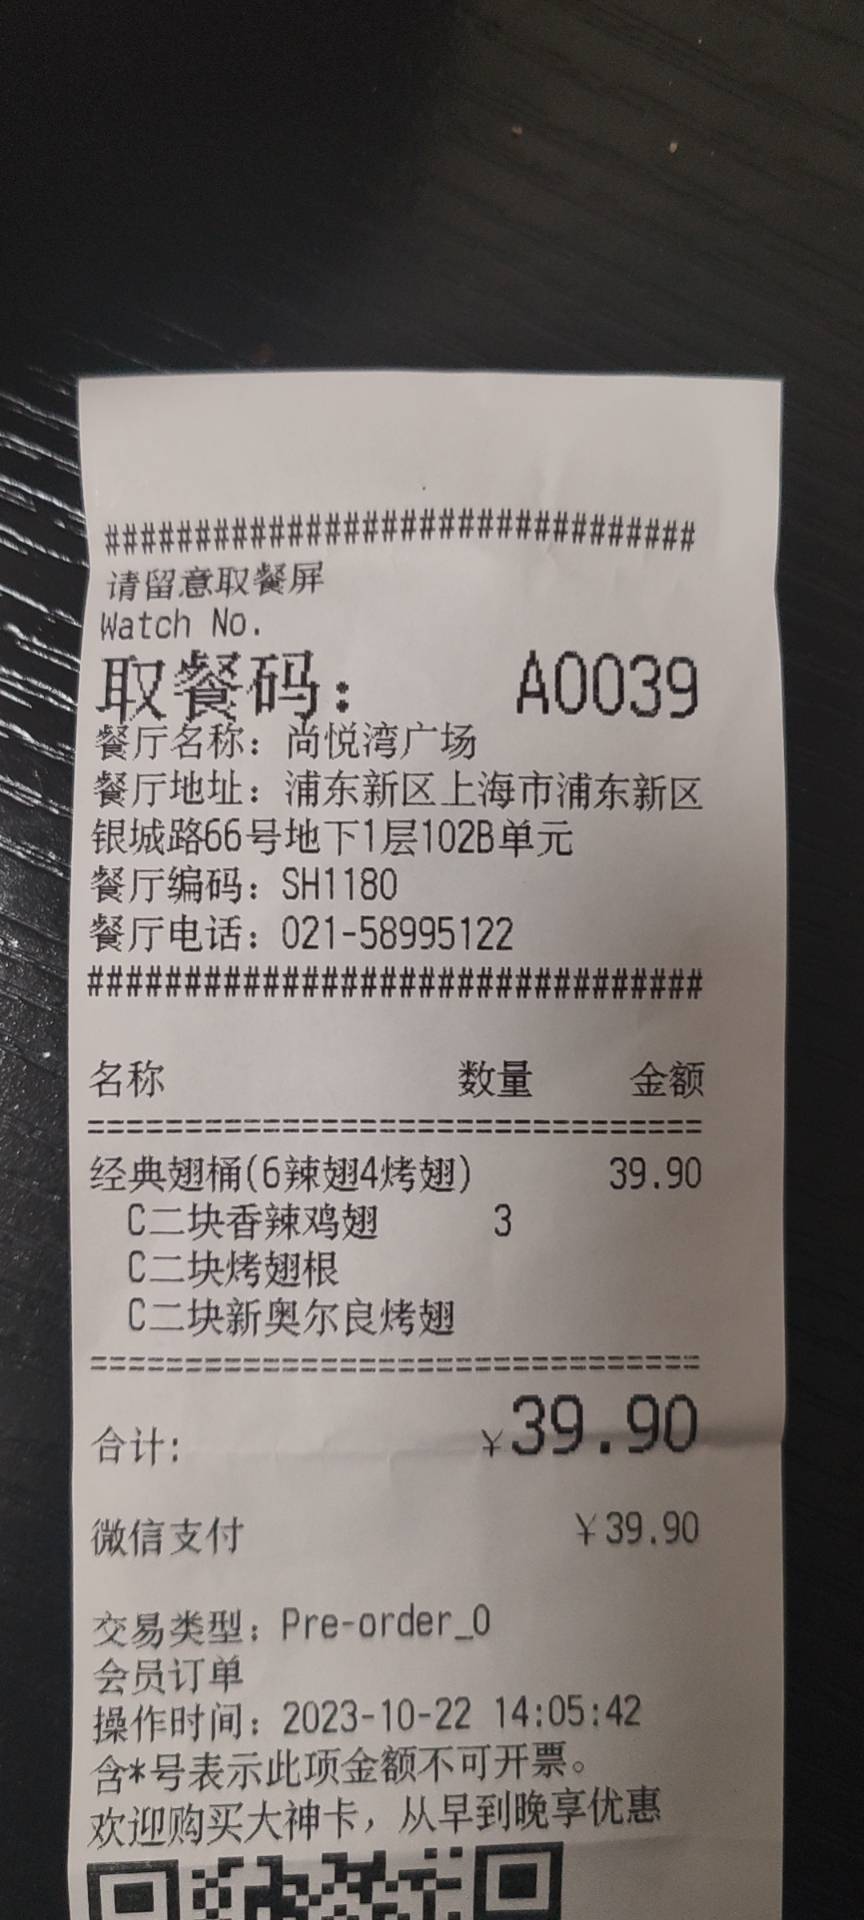 ################################
请留意取餐屏
Watch No.
取餐码： A0039
餐厅名称：尚悦湾广场
餐厅地址：浦东新区上海市浦东新区
银城路66号地下1层102B单元
餐厅编码：SH1180
餐厅电话：021-58995122
################################
名称 数量 金额
================================
经典翅桶(6辣翅4烤翅) 39.90
C二块香辣鸡翅 3
C二块烤翅根
C二块新奥尔良烤翅
================================
合计： ￥39.90
微信支付 ￥39.90
交易类型：Pre-order_0
会员订单
操作时间：2023-10-22 14:05:42
含*号表示此项金额不可开票。
欢迎购买大神卡，从早到晚享优惠